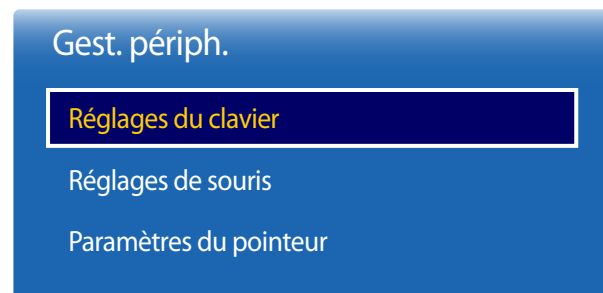 Gest. périph.
Réglages du clavier
Réglages de souris
Paramètres du pointeur